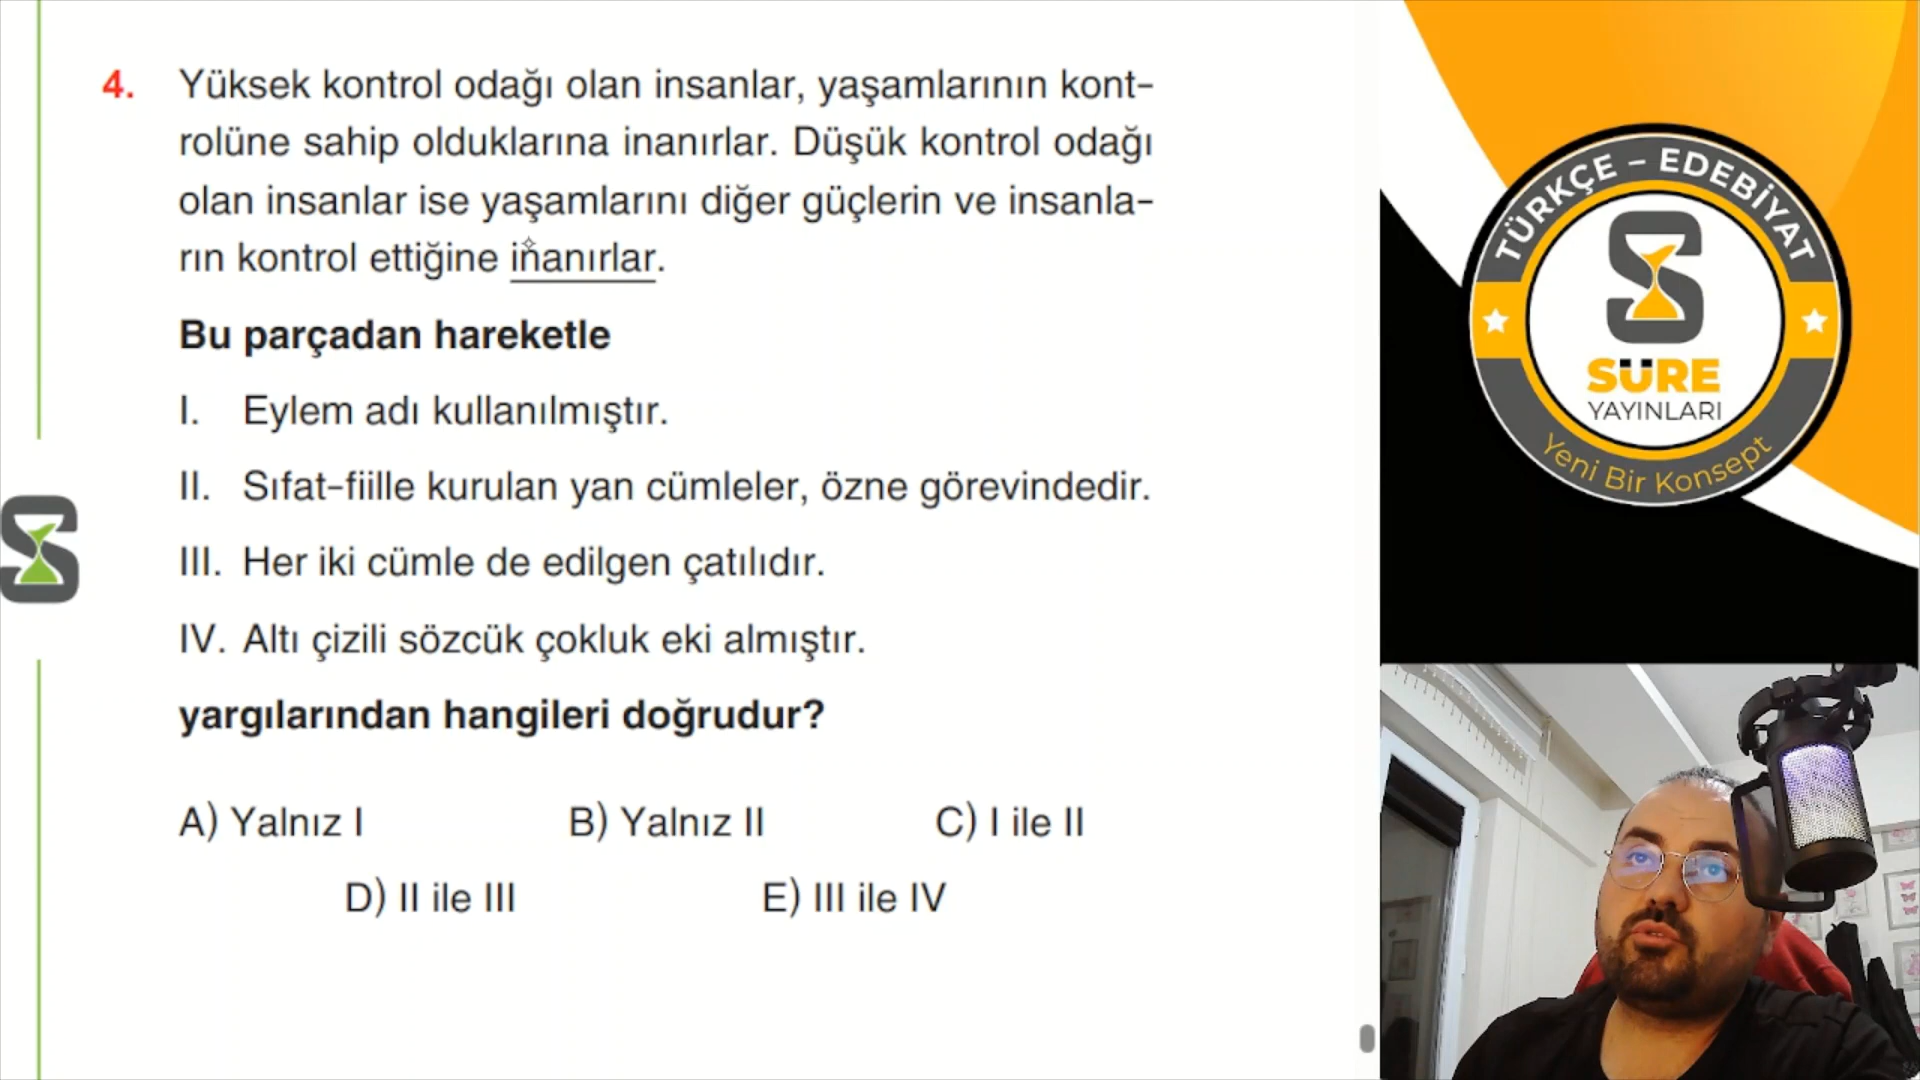 4. Yüksek kontrol odağı olan insanlar, yaşamlarının kont-
rolüne sahip olduklarına inanırlar. Düşük kontrol odağı
olan insanlar ise yaşamlarını diğer güçlerin ve insanla-
rın kontrol ettiğine inanırlar.
Bu parçadan hareketle
I. Eylem adı kullanılmıştır.
II. Sıfat-fiille kurulan yan cümleler, özne görevindedir.
III. Her iki cümle de edilgen çatılıdır.
IV. Altı çizili sözcük çokluk eki almıştır.
yargılarından hangileri doğrudur?
A) Yalnız I B) Yalnız II C) I ile II
D) II ile III E) III ile IV
TÜRKÇE – EDEBİYAT
SÜRE
YAYINLARI
Yeni Bir Konsept